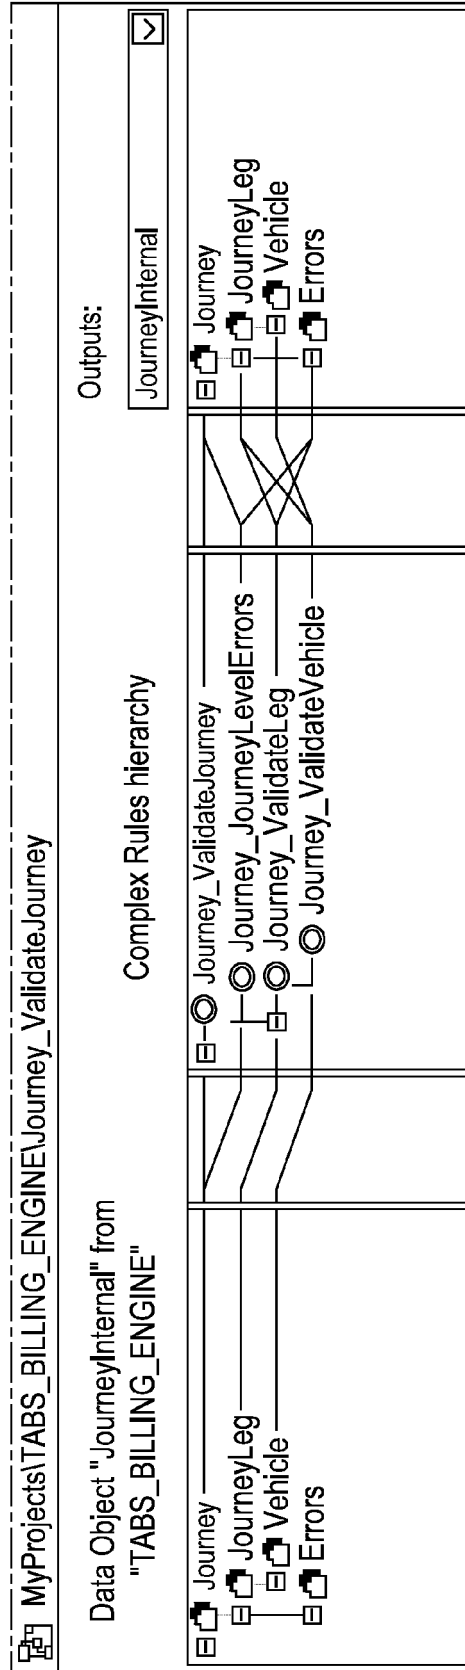 MyProjects\TABS_BILLING_ENGINE\Journey_ValidateJourney
Data Object "JourneyInternal" from
"TABS_BILLING_ENGINE"
Complex Rules hierarchy
Outputs:
JourneyInternal
Journey
JourneyLeg
Vehicle
Errors
Journey_ValidateJourney
Journey_JourneyLevelErrors
Journey_ValidateLeg
Journey_ValidateVehicle
Journey
JourneyLeg
Vehicle
Errors